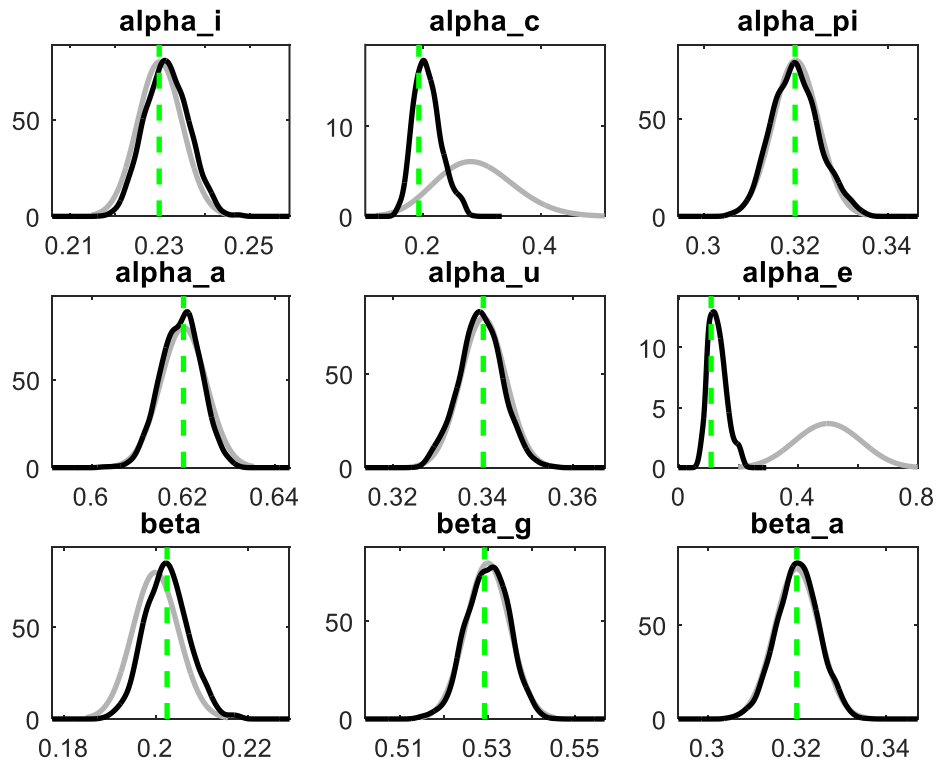 alpha_i alpha_c alpha_pi
50 10 50
0 0 0
0.21 0.23 0.25 0.2 0.4 0.3 0.32 0.34
alpha_a alpha_u alpha_e
50 50 10
5
0 0 0
0.6 0.62 0.64 0.32 0.34 0.36 0 0.4 0.8
beta beta_g beta_a
50 50 50
0 0 0
0.18 0.2 0.22 0.51 0.53 0.55 0.3 0.32 0.34